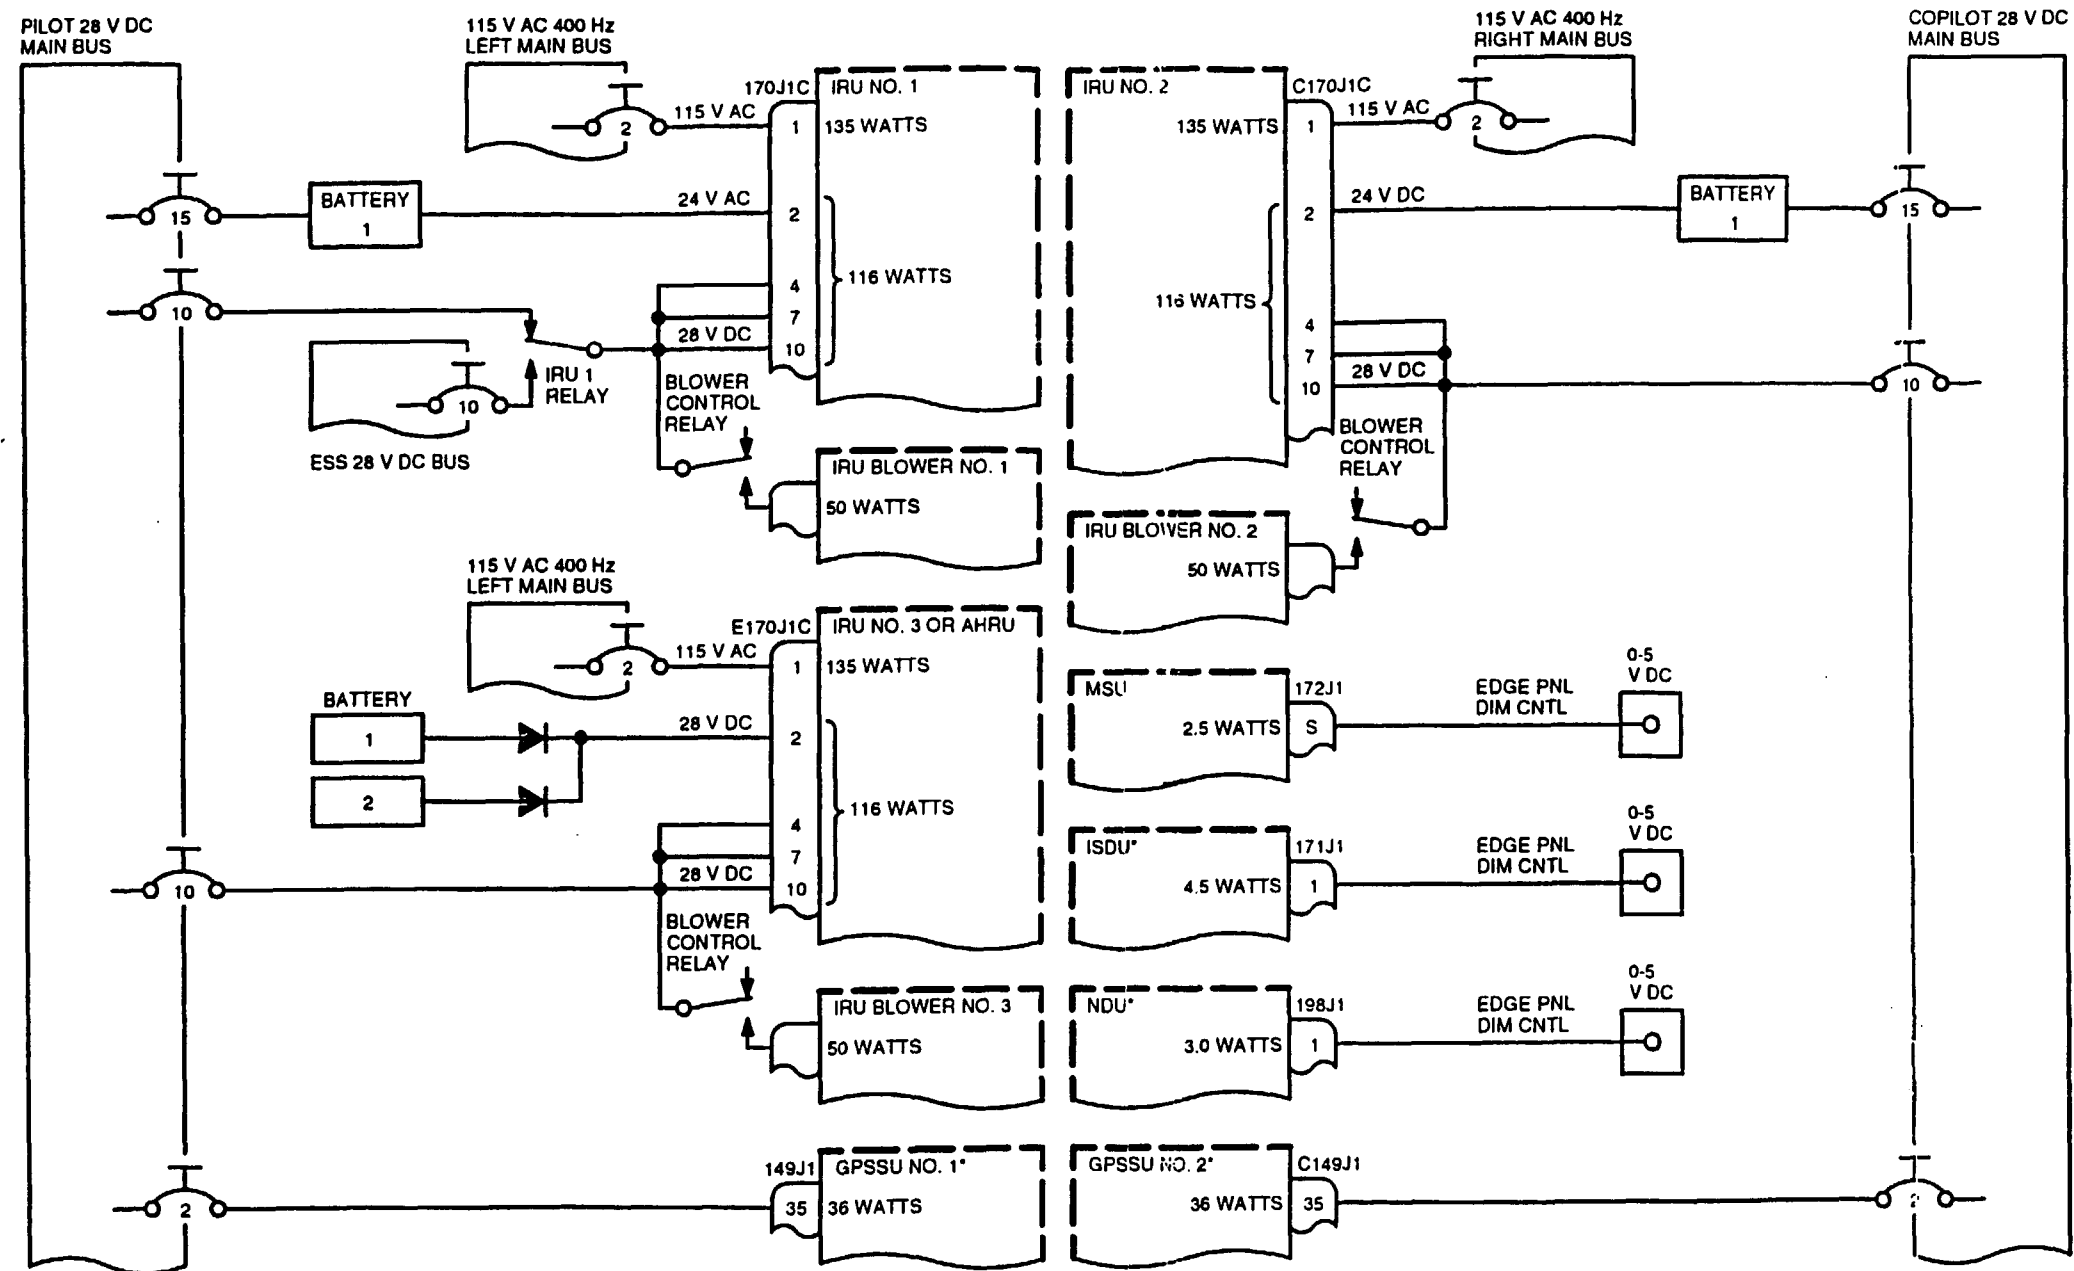 PILOT 28 V DC
MAIN BUS
115 V AC 400 Hz
LEFT MAIN BUS
115 V AC 400 Hz
RIGHT MAIN BUS
COPILOT 28 V DC
MAIN BUS
170J1C
IRU NO. 1
IRU NO. 2
C170J1C
2
115 V AC
1
135 WATTS
135 WATTS
1
115 V AC
2
15
BATTERY
1
24 V AC
2
2
24 V DC
BATTERY
1
15
116 WATTS
116 WATTS
10
4
7
28 V DC
10
4
7
28 V DC
10
10
IRU 1
RELAY
10
ESS 28 V DC BUS
BLOWER
CONTROL
RELAY
BLOWER
CONTROL
RELAY
IRU BLOWER NO. 1
50 WATTS
IRU BLOWER NO. 2
50 WATTS
115 V AC 400 Hz
LEFT MAIN BUS
E170J1C
IRU NO. 3 OR AHRU
2
115 V AC
1
135 WATTS
BATTERY
1
2
28 V DC
2
116 WATTS
4
7
28 V DC
10
10
BLOWER
CONTROL
RELAY
IRU BLOWER NO. 3
50 WATTS
MSU
172J1
2.5 WATTS
S
EDGE PNL
DIM CNTL
0-5
V DC
ISDU*
171J1
4.5 WATTS
1
EDGE PNL
DIM CNTL
0-5
V DC
NDU*
198J1
3.0 WATTS
1
EDGE PNL
DIM CNTL
0-5
V DC
2
149J1
GPSSU NO. 1*
35
36 WATTS
GPSSU NO. 2*
C149J1
36 WATTS
35